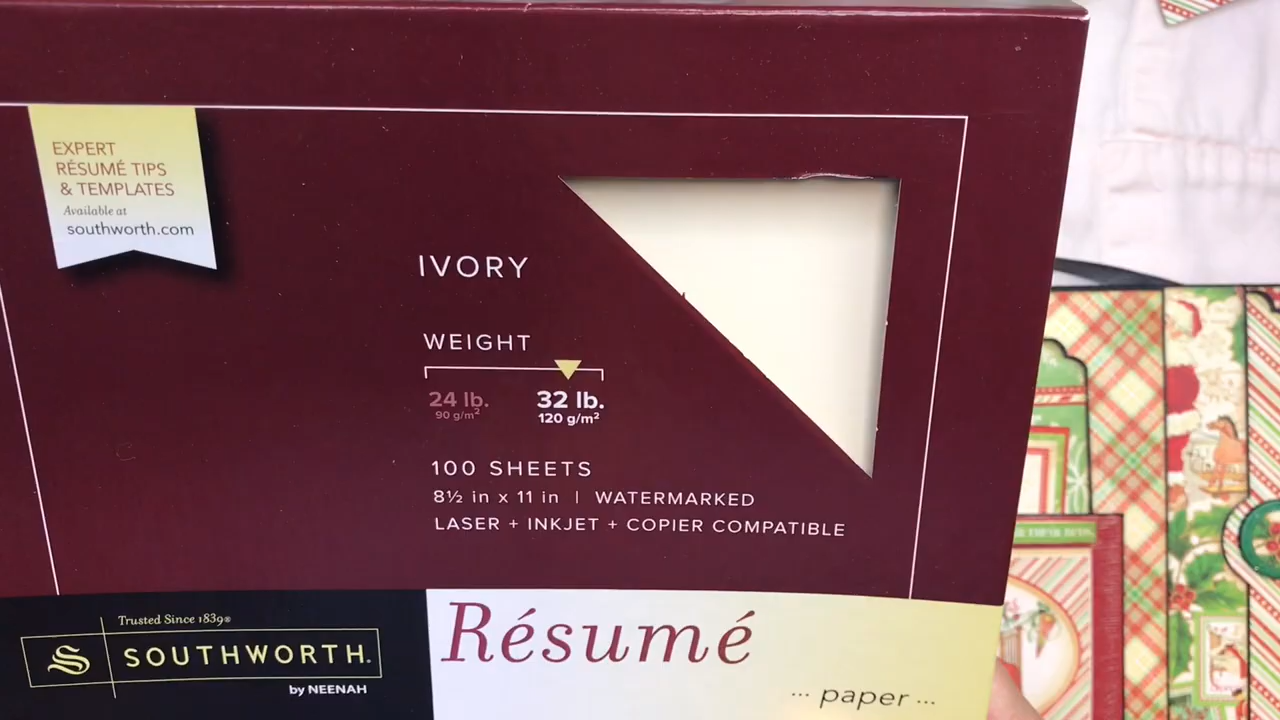 EXPERT
RÉSUMÉ TIPS
& TEMPLATES
Available at
southworth.com
IVORY
WEIGHT
24 lb. 32 lb.
90 g/m² 120 g/m²
100 SHEETS
8½ in x 11 in | WATERMARKED
LASER + INKJET + COPIER COMPATIBLE
Trusted Since 1839®
SOUTHWORTH.
by NEENAH
Résumé
... paper ...